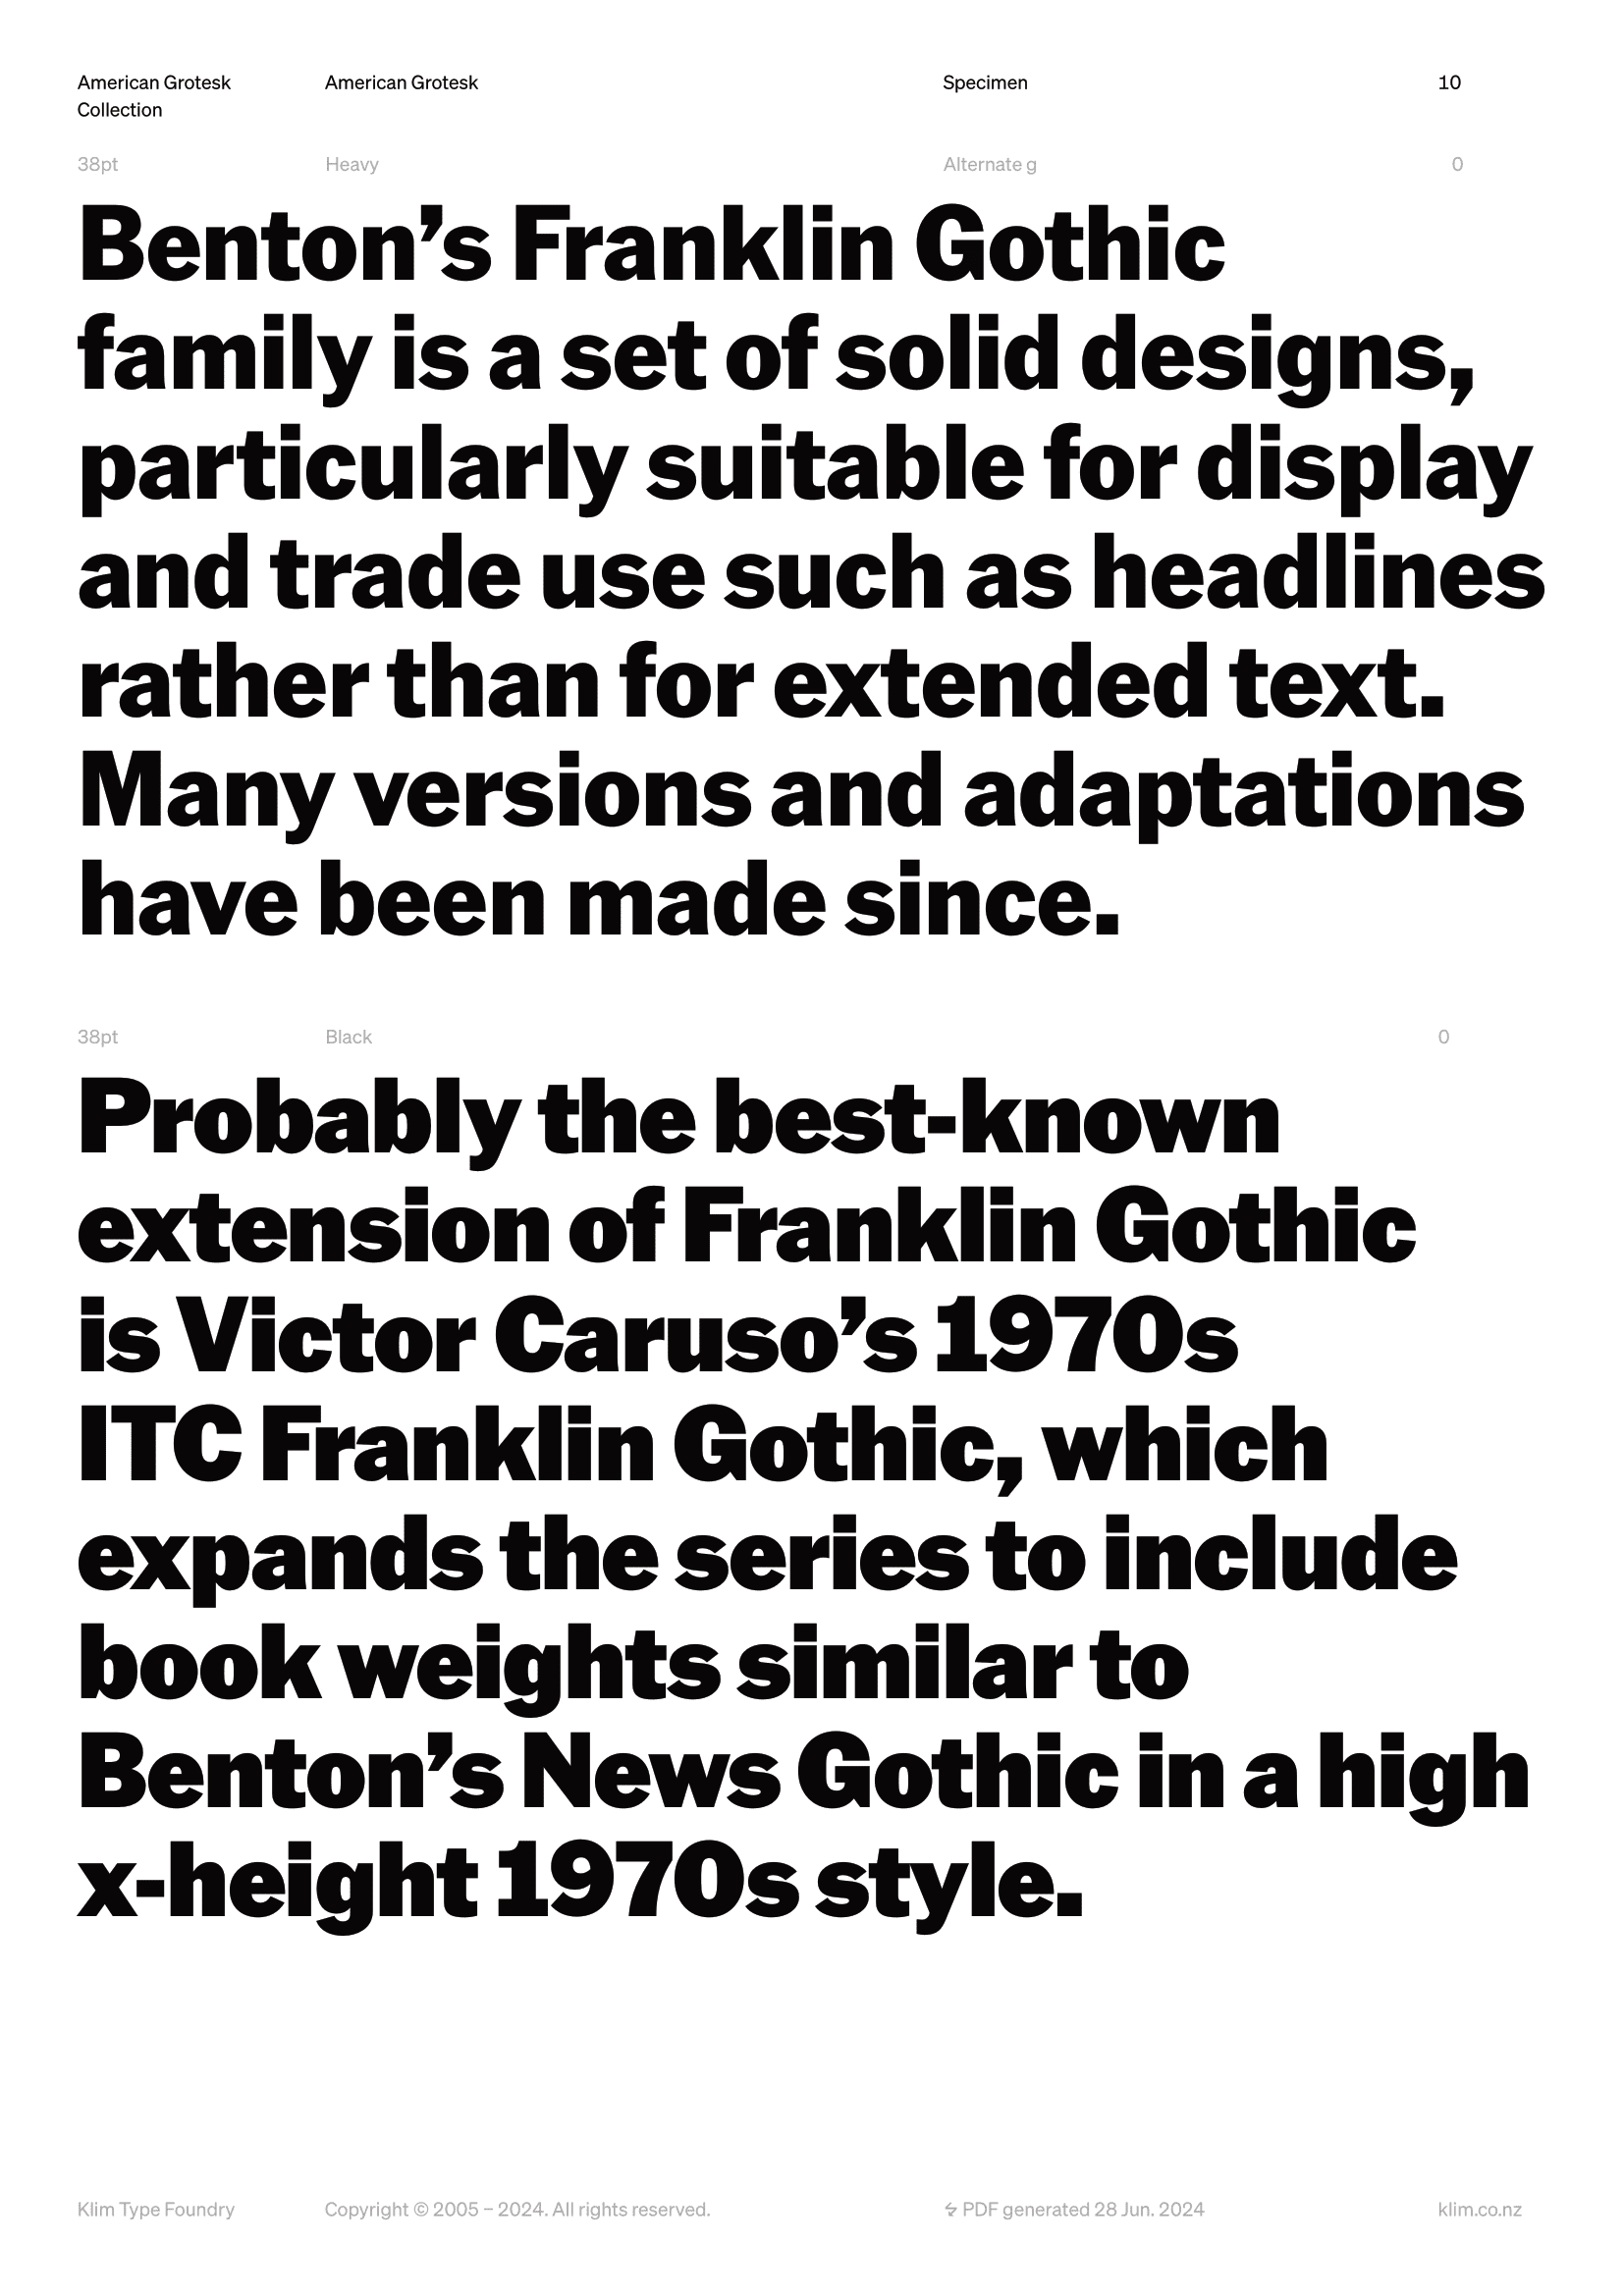 American Grotesk Collection
American Grotesk
Specimen
10
38pt
Heavy
Alternate g
0
Benton’s Franklin Gothic
family is a set of solid designs,
particularly suitable for display
and trade use such as headlines
rather than for extended text.
Many versions and adaptations
have been made since.
38pt
Black
0
Probably the best-known
extension of Franklin Gothic
is Victor Caruso’s 1970s
ITC Franklin Gothic, which
expands the series to include
book weights similar to
Benton’s News Gothic in a high
x-height 1970s style.
Klim Type Foundry
Copyright © 2005 – 2024. All rights reserved.
PDF generated 28 Jun. 2024
klim.co.nz